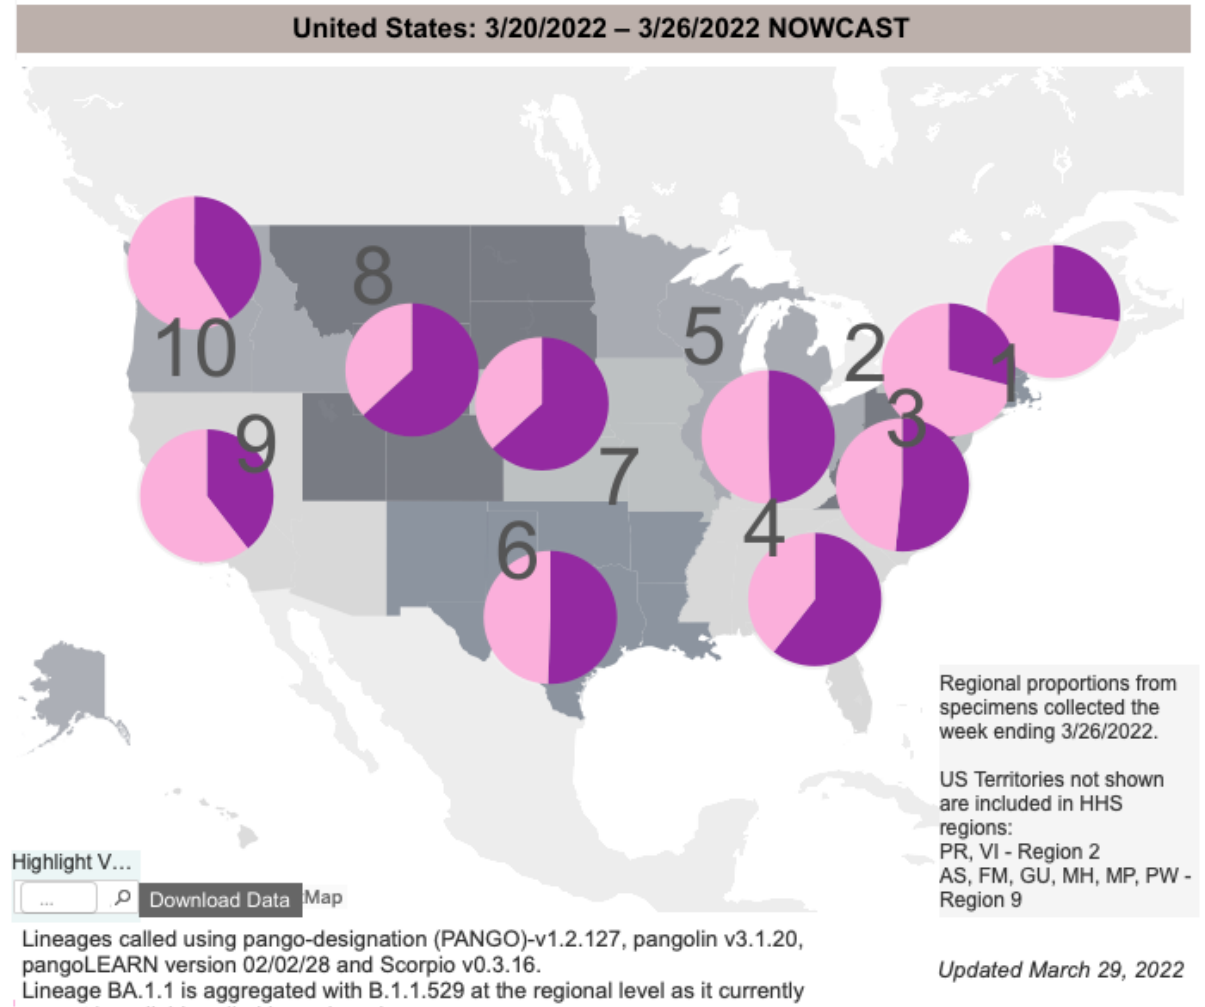 United States: 3/20/2022 – 3/26/2022 NOWCAST
8
5
10
2
1
3
9
7
4
6
Regional proportions from
specimens collected the
week ending 3/26/2022.
US Territories not shown
are included in HHS
regions:
PR, VI - Region 2
AS, FM, GU, MH, MP, PW -
Region 9
Highlight V...
...
Download Data
Map
Lineages called using pango-designation (PANGO)-v1.2.127, pangolin v3.1.20,
pangoLEARN version 02/02/28 and Scorpio v0.3.16.
Lineage BA.1.1 is aggregated with B.1.1.529 at the regional level as it currently
Updated March 29, 2022